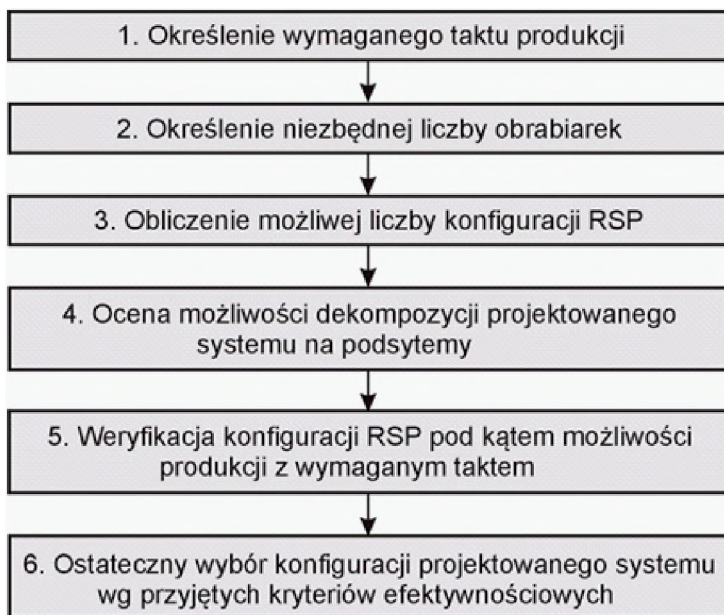 1. Określenie wymaganego taktu produkcji
2. Określenie niezbędnej liczby obrabiarek
3. Obliczenie możliwej liczby konfiguracji RSP
4. Ocena możliwości dekompozycji projektowanego
systemu na podsytemy
5. Weryfikacja konfiguracji RSP pod kątem możliwości
produkcji z wymaganym taktem
6. Ostateczny wybór konfiguracji projektowanego systemu
wg przyjętych kryteriów efektywnościowych